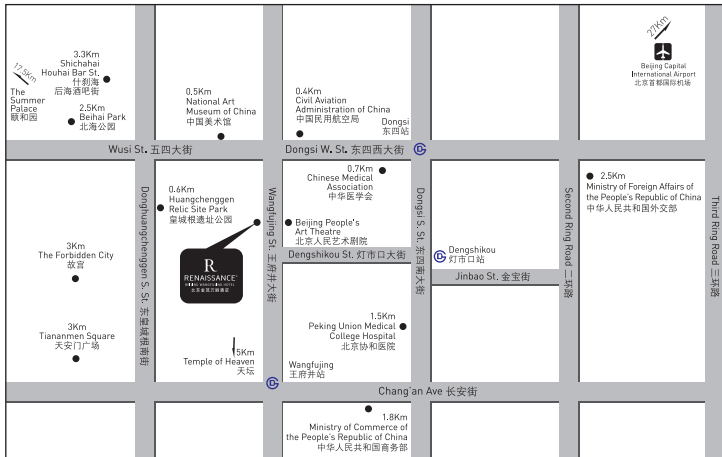 3.3Km
Shichahai
Houhai Bar St.
什刹海
后海酒吧街
17.5Km
The
Summer
Palace
颐和园
2.5Km
Beihai Park
北海公园
0.5Km
National Art
Museum of China
中国美术馆
0.4Km
Civil Aviation
Administration of China
中国民用航空局
Dongsi
东四站
27Km
Beijing Capital
International Airport
北京首都国际机场
Wusi St. 五四大街
Dongsi W. St. 东四西大街
0.6Km
Huangchenggen
Relic Site Park
皇城根遗址公园
0.7Km
Chinese Medical
Association
中华医学会
Beijing People's
Art Theatre
北京人民艺术剧院
2.5Km
Ministry of Foreign Affairs of
the People's Republic of China
中华人民共和国外交部
Donghuangchenggen S. St. 东皇城根南街
Wangfujing St. 王府井大街
Dongsi S. St. 东四南大街
Second Ring Road 二环路
Third Ring Road 三环路
3Km
The Forbidden City
故宫
R
RENAISSANCE®
BEIJING WANGFUJING HOTEL
北京金茂万丽酒店
Dengshikou St. 灯市口大街
Dengshikou
灯市口站
Jinbao St. 金宝街
3Km
Tiananmen Square
天安门广场
5Km
Temple of Heaven
天坛
1.5Km
Peking Union Medical
College Hospital
北京协和医院
Wangfujing
王府井站
Chang'an Ave 长安街
1.8Km
Ministry of Commerce of
the People's Republic of China
中华人民共和国商务部